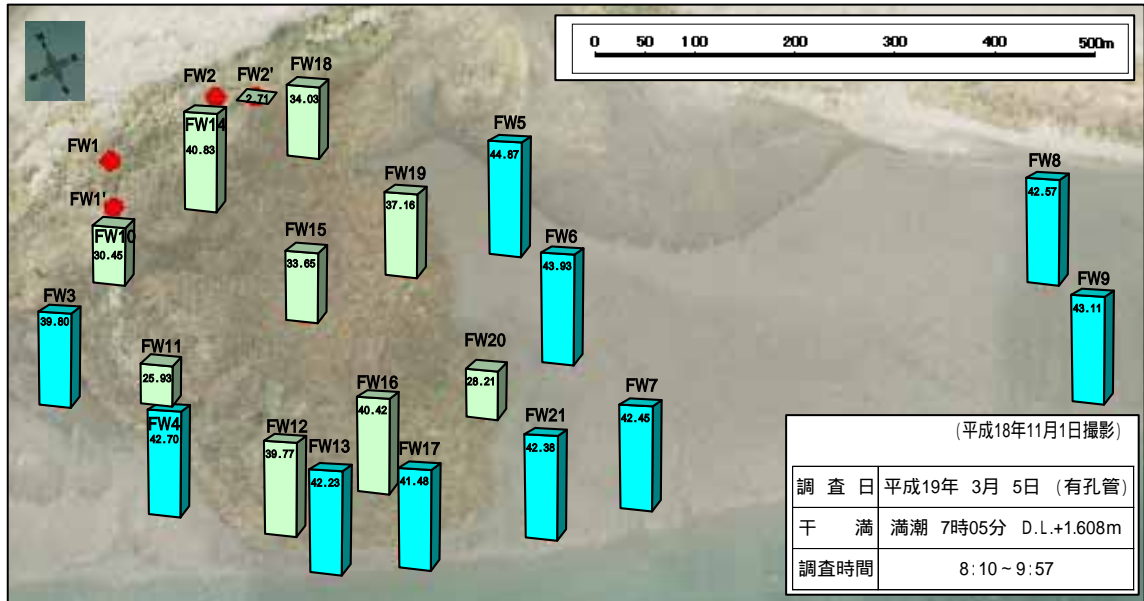 0 50 100 200 300 400 500m
FW2 FW2' FW18
2.71
34.03
FW14
40.83
FW5
44.87
FW1
FW8
42.57
FW1'
FW19
37.16
FW10
30.45
FW15
33.65
FW6
43.93
FW3
39.80
FW9
43.11
FW11
25.93
FW20
28.21
FW16
40.42
FW7
42.45
FW4
42.70
FW12
39.77
FW13
42.23
FW17
41.48
FW21
42.38
(平成18年11月1日撮影)
調 査 日 平成19年 3月 5日 (有孔管)
干 満 満潮 7時05分 D.L.+1.608m
調査時間 8:10~9:57